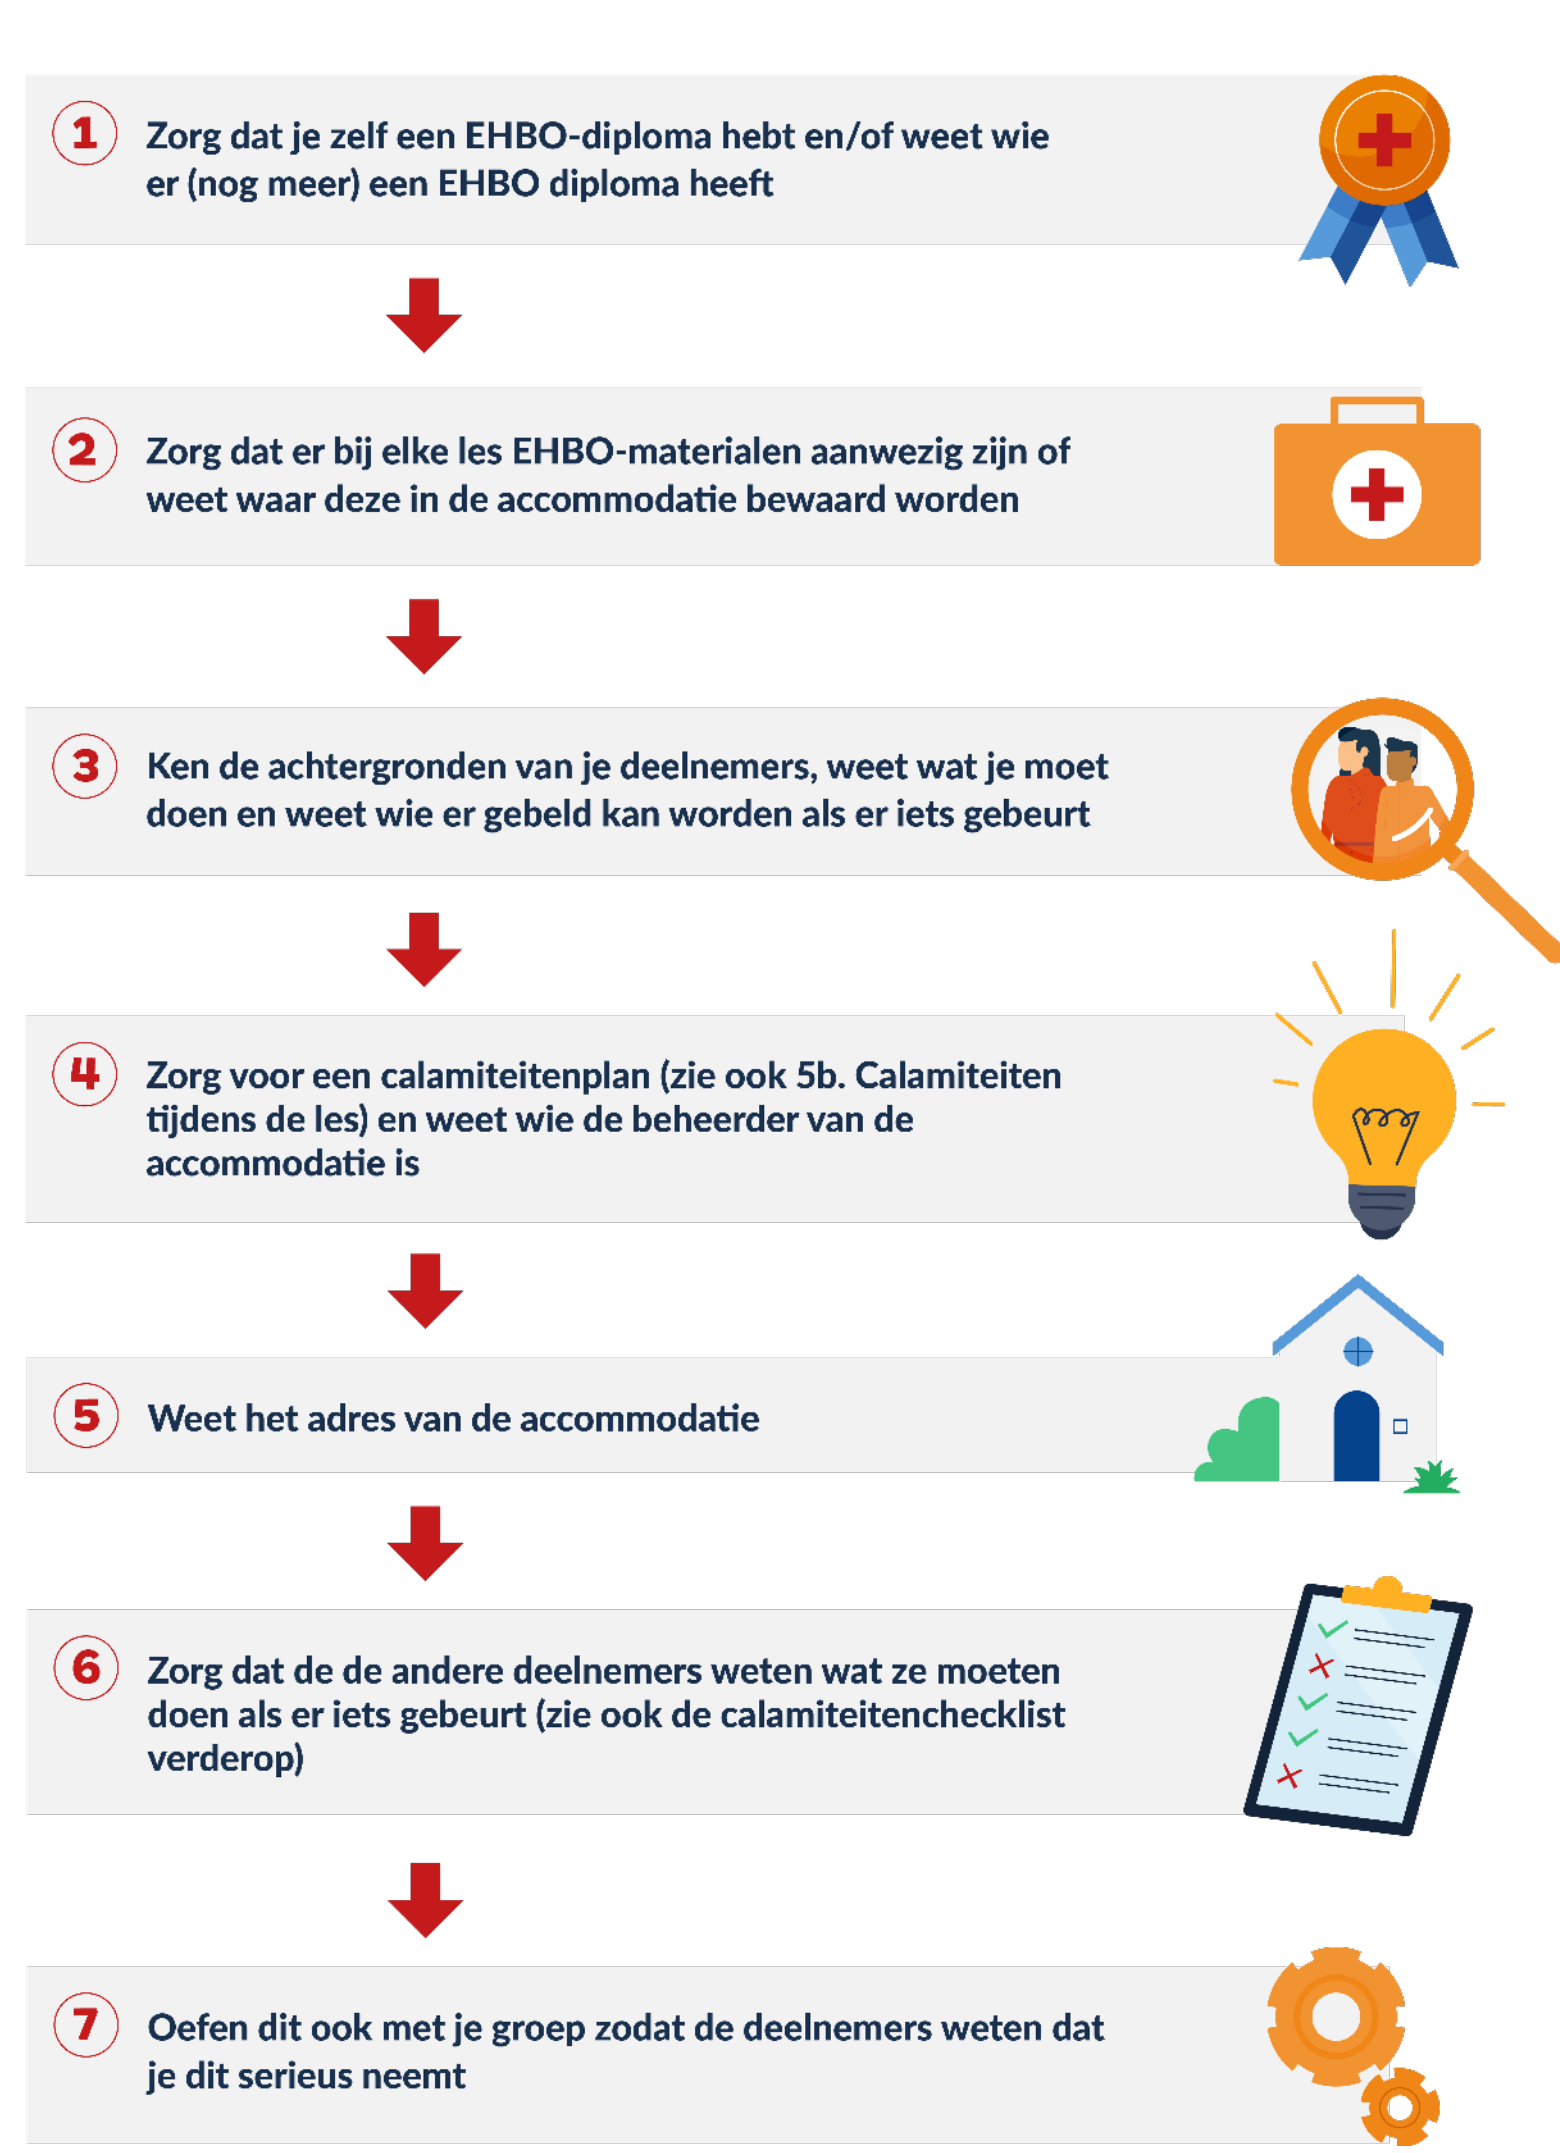 1 Zorg dat je zelf een EHBO-diploma hebt en/of weet wie
er (nog meer) een EHBO diploma heeft
2 Zorg dat er bij elke les EHBO-materialen aanwezig zijn of
weet waar deze in de accommodatie bewaard worden
3 Ken de achtergronden van je deelnemers, weet wat je moet
doen en weet wie er gebeld kan worden als er iets gebeurt
4 Zorg voor een calamiteitenplan (zie ook 5b. Calamiteiten
tijdens de les) en weet wie de beheerder van de
accommodatie is
5 Weet het adres van de accommodatie
6 Zorg dat de de andere deelnemers weten wat ze moeten
doen als er iets gebeurt (zie ook de calamiteitenchecklist
verderop)
7 Oefen dit ook met je groep zodat de deelnemers weten dat
je dit serieus neemt